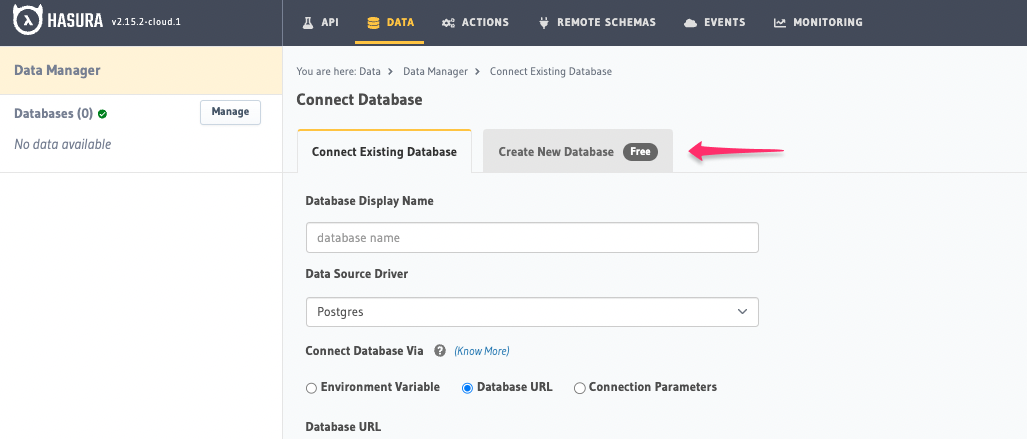 HASURA v2.15.2-cloud.1
API DATA ACTIONS REMOTE SCHEMAS EVENTS MONITORING
Data Manager
Databases (0) Manage
No data available
You are here: Data > Data Manager > Connect Existing Database
Connect Database
Connect Existing Database Create New Database Free
Database Display Name
database name
Data Source Driver
Postgres
Connect Database Via ? (Know More)
Environment Variable Database URL Connection Parameters
Database URL